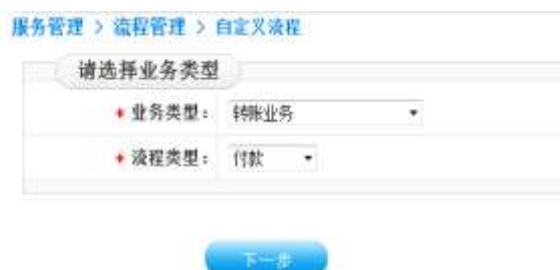 服务管理 > 流程管理 > 自定义流程
请选择业务类型
♦ 业务类型： 转账业务
♦ 流程类型： 付款
下一步